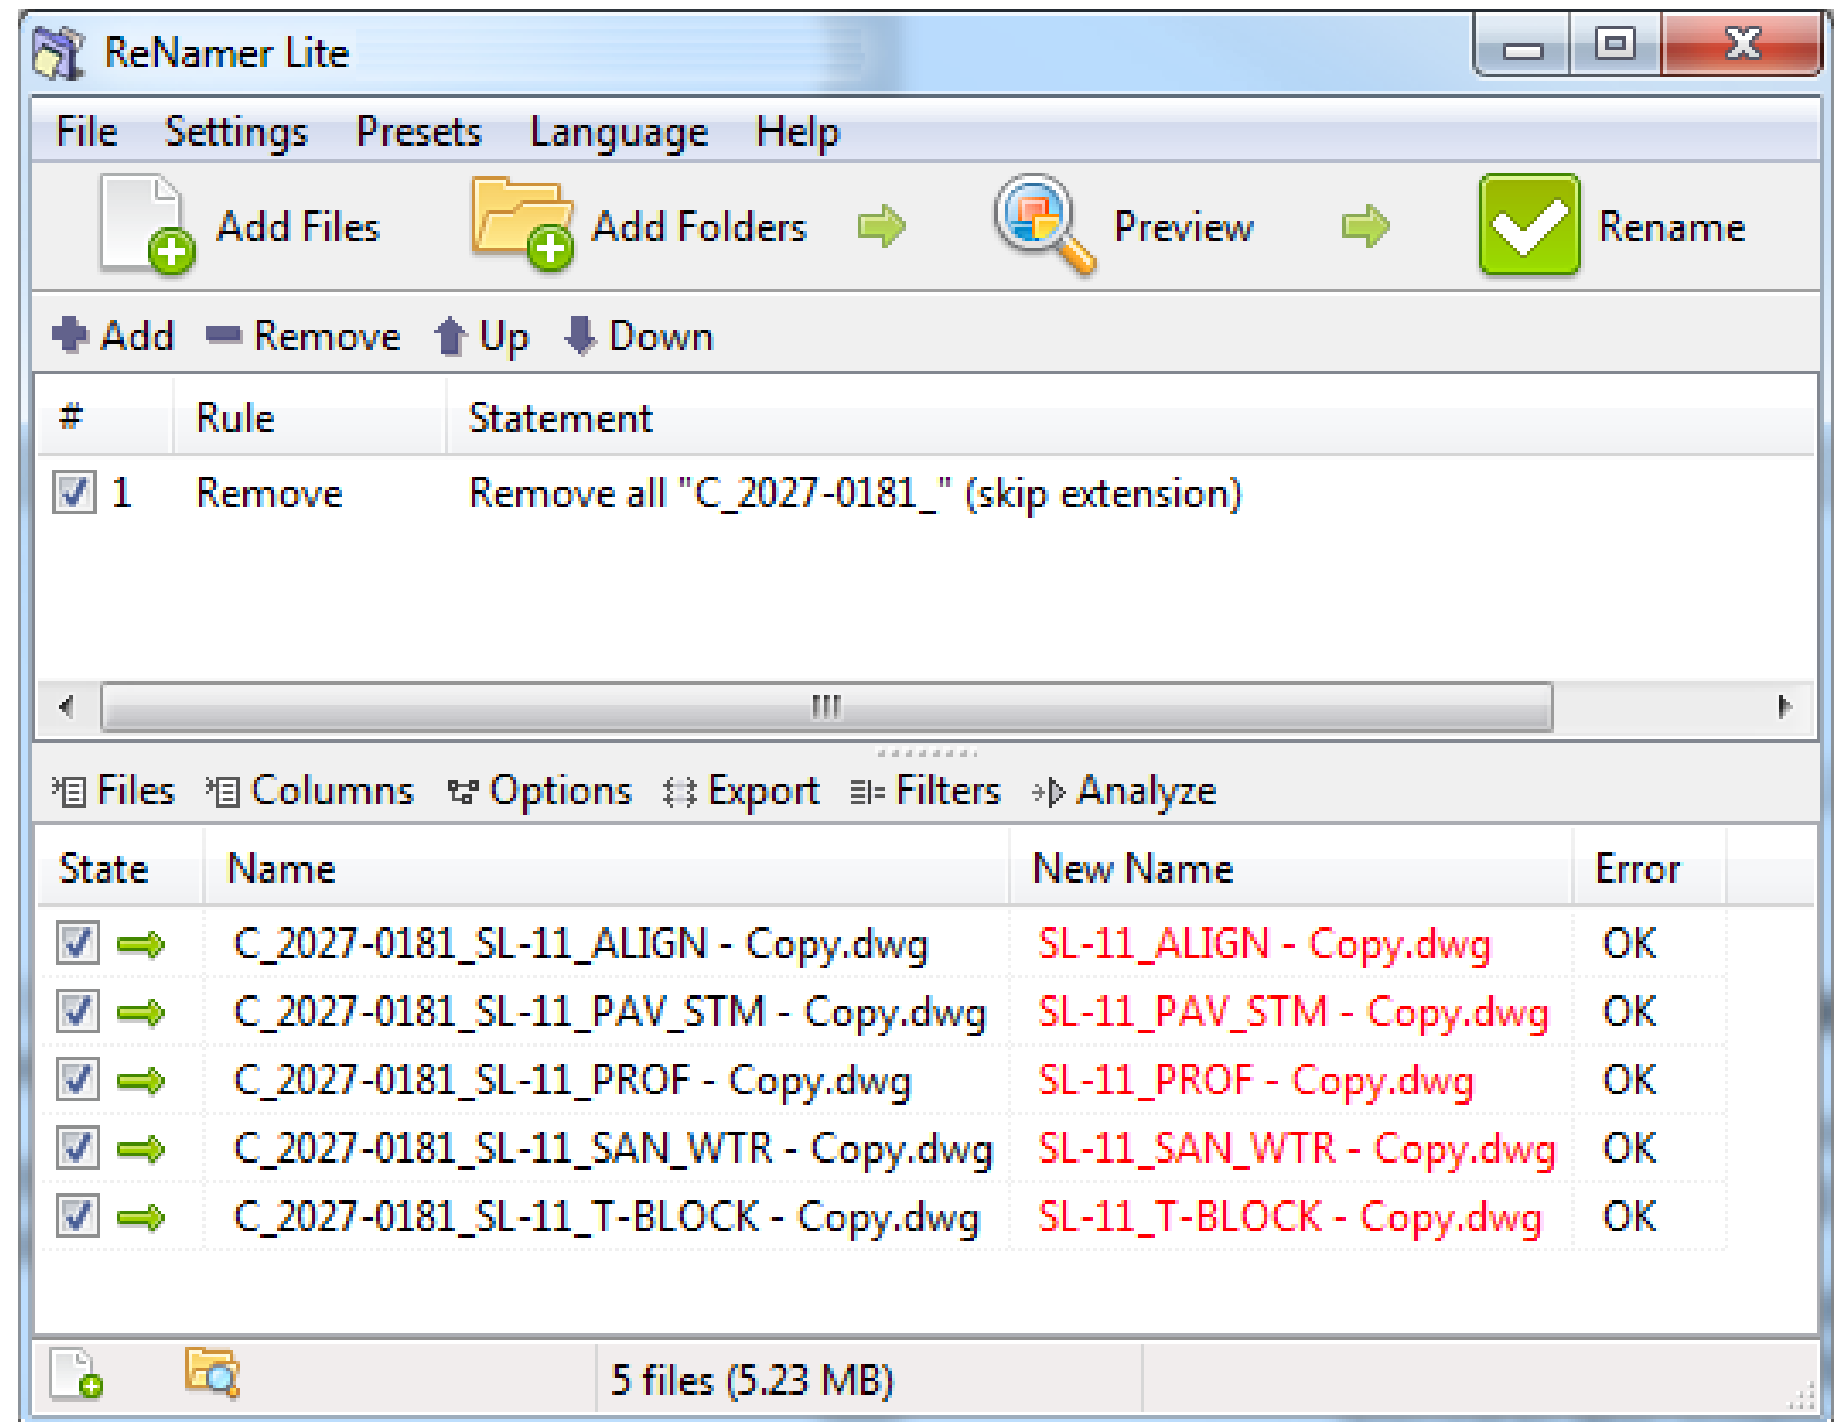 ReNamer Lite
File Settings Presets Language Help
Add Files Add Folders Preview Rename
Add Remove Up Down
# Rule Statement
1 Remove Remove all "C_2027-0181_" (skip extension)
Files Columns Options Export Filters Analyze
State Name New Name Error
C_2027-0181_SL-11_ALIGN - Copy.dwg SL-11_ALIGN - Copy.dwg OK
C_2027-0181_SL-11_PAV_STM - Copy.dwg SL-11_PAV_STM - Copy.dwg OK
C_2027-0181_SL-11_PROF - Copy.dwg SL-11_PROF - Copy.dwg OK
C_2027-0181_SL-11_SAN_WTR - Copy.dwg SL-11_SAN_WTR - Copy.dwg OK
C_2027-0181_SL-11_T-BLOCK - Copy.dwg SL-11_T-BLOCK - Copy.dwg OK
5 files (5.23 MB)